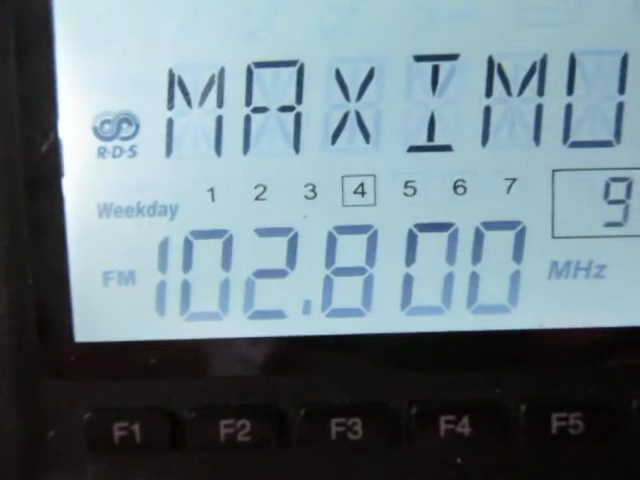 MAXIMU
R·D·S
Weekday 1 2 3 4 5 6 7
9
FM 102.800 MHz
F1 F2 F3 F4 F5